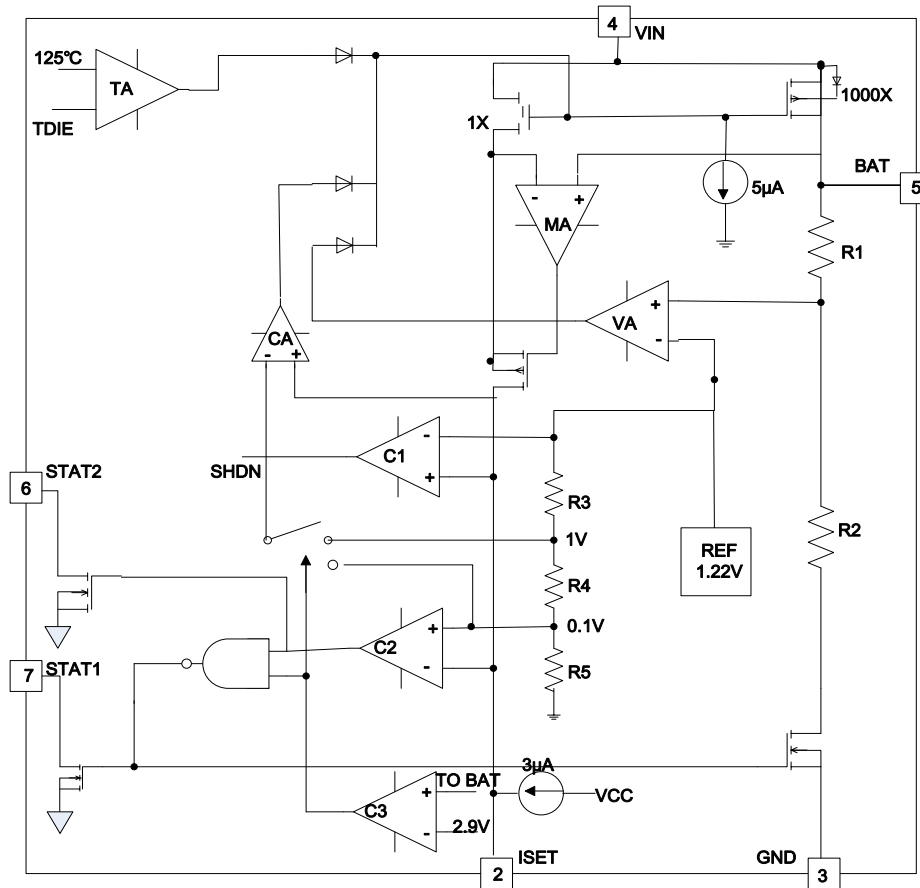 4
VIN
125℃
TA
TDIE
1X
1000X
BAT
5
5µA
-
+
MA
R1
+
VA
-
CA
-
+
-
C1
+
SHDN
STAT2
6
R3
1V
R2
REF
1.22V
R4
+
0.1V
C2
-
R5
STAT1
7
3µA
TO BAT
+
C3
VCC
-
2.9V
ISET
2
GND
3